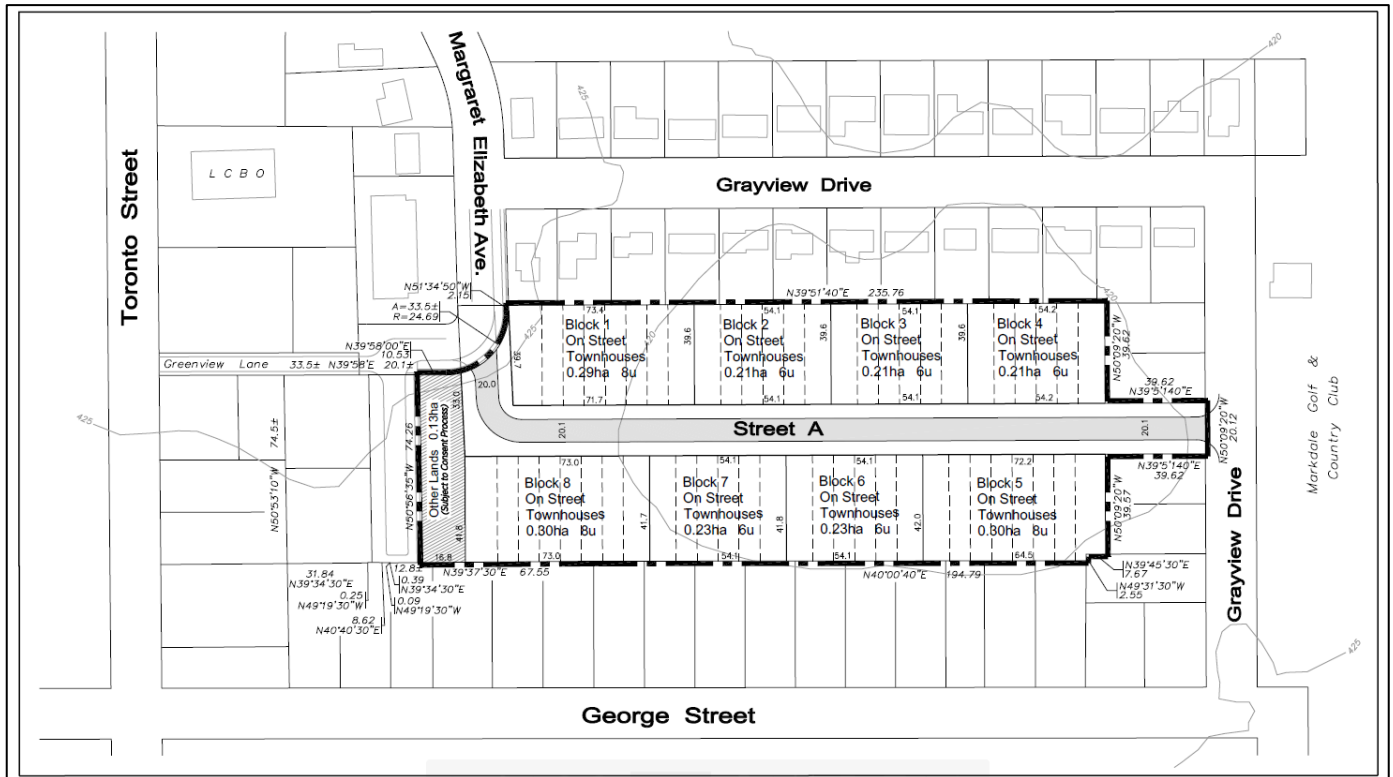 Toronto Street
Margraret Elizabeth Ave.
420
425
420
LCBO
Grayview Drive
N51°34'50"W
2.15
A=33.5±
R=24.69
N39°51'40"E 235.76
425
420
420
73.4
54.1
54.1
54.2
Block 1
On Street
Townhouses
0.29ha 8u
39.6
Block 2
On Street
Townhouses
0.21ha 6u
39.6
Block 3
On Street
Townhouses
0.21ha 6u
39.6
Block 4
On Street
Townhouses
0.21ha 6u
39.7
71.7
54.1
54.1
54.2
N50°09'20"W
39.62
N39°58'00"E
10.53
Greenview Lane 33.5± N39°58'E 20.1±
39.62
N39°5'140"E
20.0
33.0
Street A
20.1
20.1
N50°09'20"W
20.12
N39°5'140"E
39.62
Markdale Golf &
Country Club
425
74.5±
N50°53'10"W
N50°56'35"W 74.26
Other Lands 0.13ha
(Subject to Consent Process)
41.8
16.8
73.0
54.1
54.1
72.2
Block 8
On Street
Townhouses
0.30ha 8u
41.7
Block 7
On Street
Townhouses
0.23ha 6u
41.8
Block 6
On Street
Townhouses
0.23ha 6u
42.0
Block 5
On Street
Townhouses
0.30ha 8u
73.0
54.1
54.1
64.5
N50°09'20"W
39.57
N39°37'30"E 67.55
N40°00'40"E 194.79
N39°45'30"E
7.67
N49°31'30"W
2.55
31.84
N39°34'30"E
0.25
N49°19'30"W
8.62
N40°40'30"E
12.8±
0.39
N39°34'30"E
0.09
N49°19'30"W
Grayview Drive
425
George Street